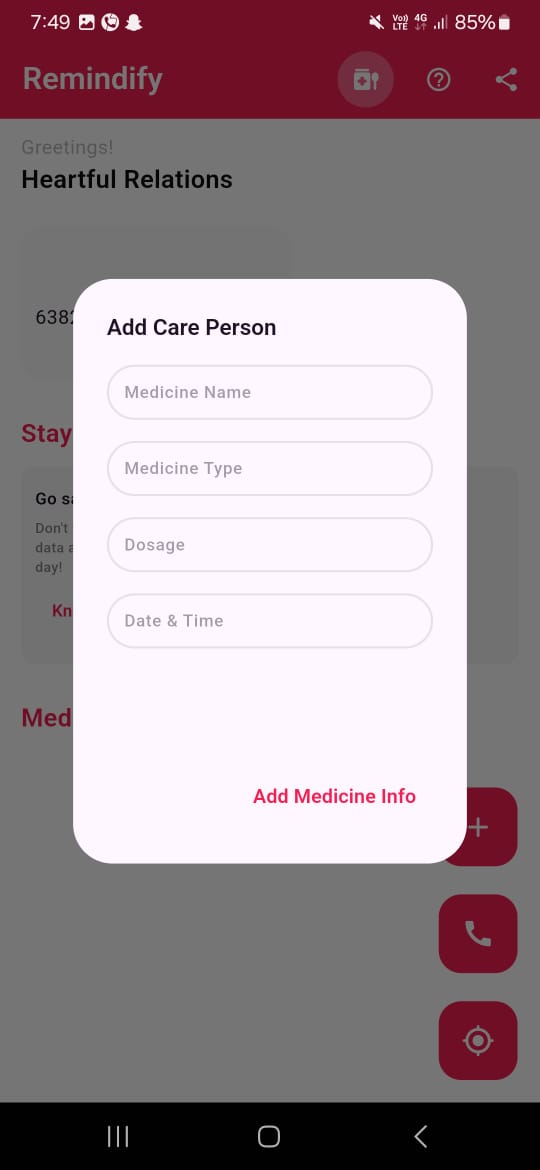 7:49
Vo)) LTE 4G 85%
Remindify
Greetings!
Heartful Relations
638
Add Care Person
Medicine Name
Medicine Type
Dosage
Date & Time
Stay
Go
Don't
data
day!
Kn
Med
Add Medicine Info